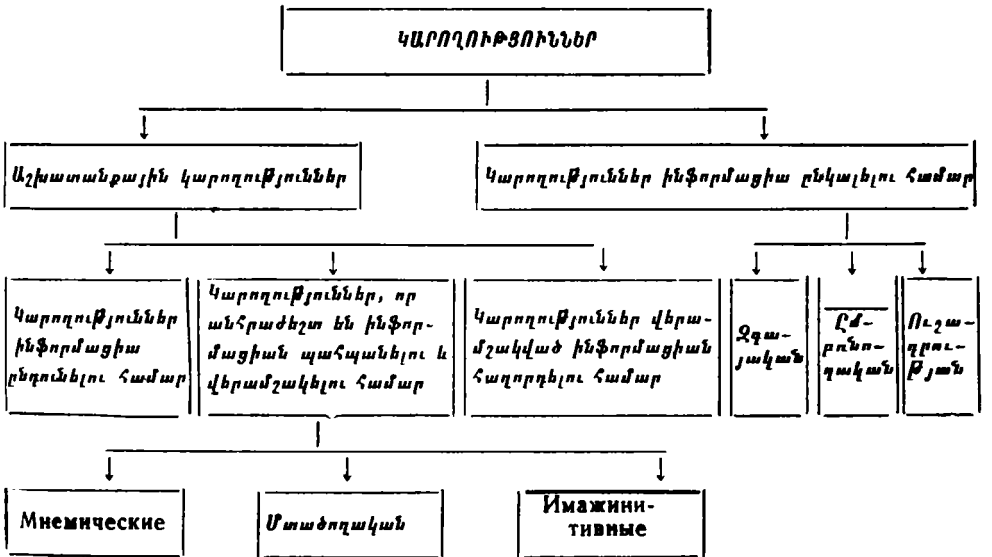 ԿԱՐՈՂՈՒԹՅՈՒՆՆԵՐ
Աշխատանքային կարողություններ
Կարողություններ ինֆորմացիա ընկալելու համար
Կարողություններ
ինֆորմացիա
ընդունելու համար
Կարողություններ, որ
անհրաժեշտ են ինֆոր-
մացիան պահպանելու և
վերամշակելու համար
Կարողություններ վերա-
մշակված ինֆորմացիան
հաղորդելու համար
Զգա-
յական
Ըմ-
բռնո-
ղական
Ուշա-
դրու-
թյան
Мнемические
Մտածողական
Имажини-
тивные